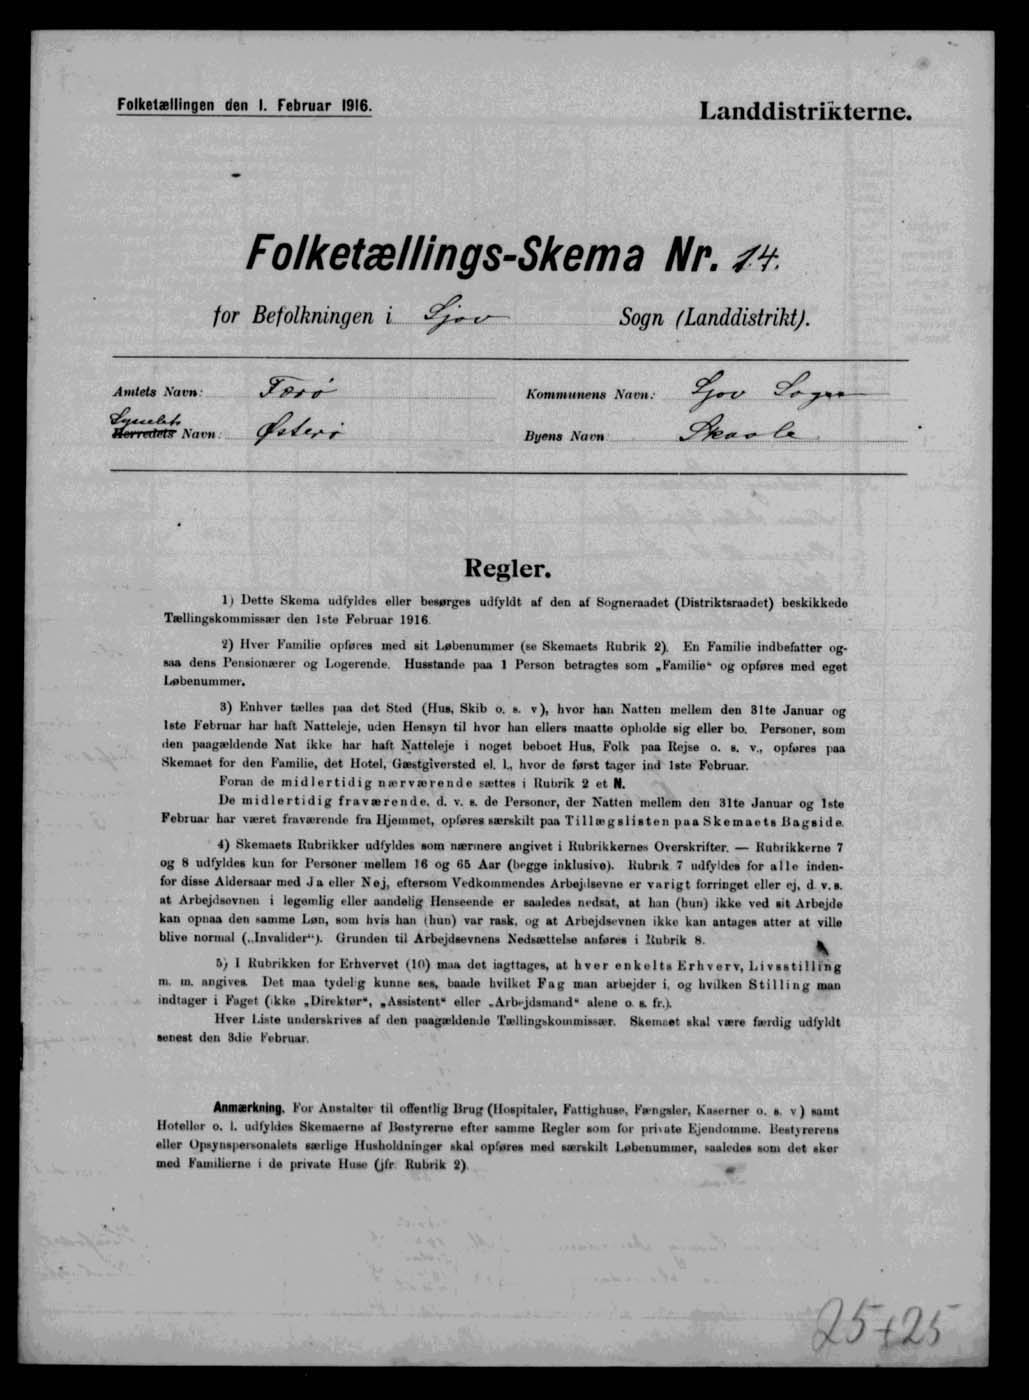 Folketællingen den 1. Februar 1916.
Landdistrikterne.
Folketællings-Skema Nr. 14.
for Befolkningen i Sjov Sogn (Landdistrikt).
Amtets Navn: Færø Kommunens Navn: Sjov Sogn
Sysselets
Herredets Navn: Østerø Byens Navn: Skaale
Regler.
1) Dette Skema udfyldes eller besørges udfyldt af den af Sogneraadet (Distriktsraadet) beskikkede
Tællingskommissær den 1ste Februar 1916.
2) Hver Familie opføres med sit Løbenummer (se Skemaets Rubrik 2). En Familie indbefatter og-
saa dens Pensionærer og Logerende. Husstande paa 1 Person betragtes som „Familie“ og opføres med eget
Løbenummer.
3) Enhver tælles paa det Sted (Hus, Skib o. s. v), hvor han Natten mellem den 31te Januar og
1ste Februar har haft Natteleje, uden Hensyn til hvor han ellers maatte opholde sig eller bo. Personer, som
den paagældende Nat ikke har haft Natteleje i noget beboet Hus, Folk paa Rejse o. s. v., opføres paa
Skemaet for den Familie, det Hotel, Gæstgiversted el. l., hvor de først tager ind 1ste Februar.
Foran de midlertidig nærværende sættes i Rubrik 2 et N.
De midlertidig fraværende, d. v. s. de Personer, der Natten mellem den 31te Januar og 1ste
Februar har været fraværende fra Hjemmet, opføres særskilt paa Tillægslisten paa Skemaets Bagside.
4) Skemaets Rubrikker udfyldes som nærmere angivet i Rubrikkernes Overskrifter. — Rubrikkerne 7
og 8 udfyldes kun for Personer mellem 16 og 65 Aar (begge inklusive). Rubrik 7 udfyldes for alle inden-
for disse Aldersaar med Ja eller Nej, eftersom Vedkommendes Arbejdsevne er varigt forringet eller ej, d. v. s.
at Arbejdsevnen i legemlig eller aandelig Henseende er saaledes nedsat, at han (hun) ikke ved sit Arbejde
kan opnaa den samme Løn, som hvis han (hun) var rask, og at Arbejdsevnen ikke kan antages atter at ville
blive normal („Invalider“). Grunden til Arbejdsevnens Nedsættelse anføres i Rubrik 8.
5) I Rubrikken for Erhvervet (10) maa det iagttages, at hver enkelts Erhverv, Livsstilling
m. m. angives. Det maa tydelig kunne ses, baade hvilket Fag man arbejder i, og hvilken Stilling man
indtager i Faget (ikke „Direktør“, „Assistent“ eller „Arbejdsmand“ alene o. s. fr.).
Hver Liste underskrives af den paagældende Tællingskommissær. Skemaet skal være færdig udfyldt
senest den 3die Februar.
Anmærkning. For Anstalter til offentlig Brug (Hospitaler, Fattighuse, Fængsler, Kaserner o. s. v) samt
Hoteller o. l. udfyldes Skemaerne af Bestyrerne efter samme Regler som for private Ejendomme. Bestyrerens
eller Opsynspersonalets særlige Husholdninger skal opføres med særskilt Løbenummer, saaledes som det sker
med Familierne i de private Huse (jfr. Rubrik 2).
25+25